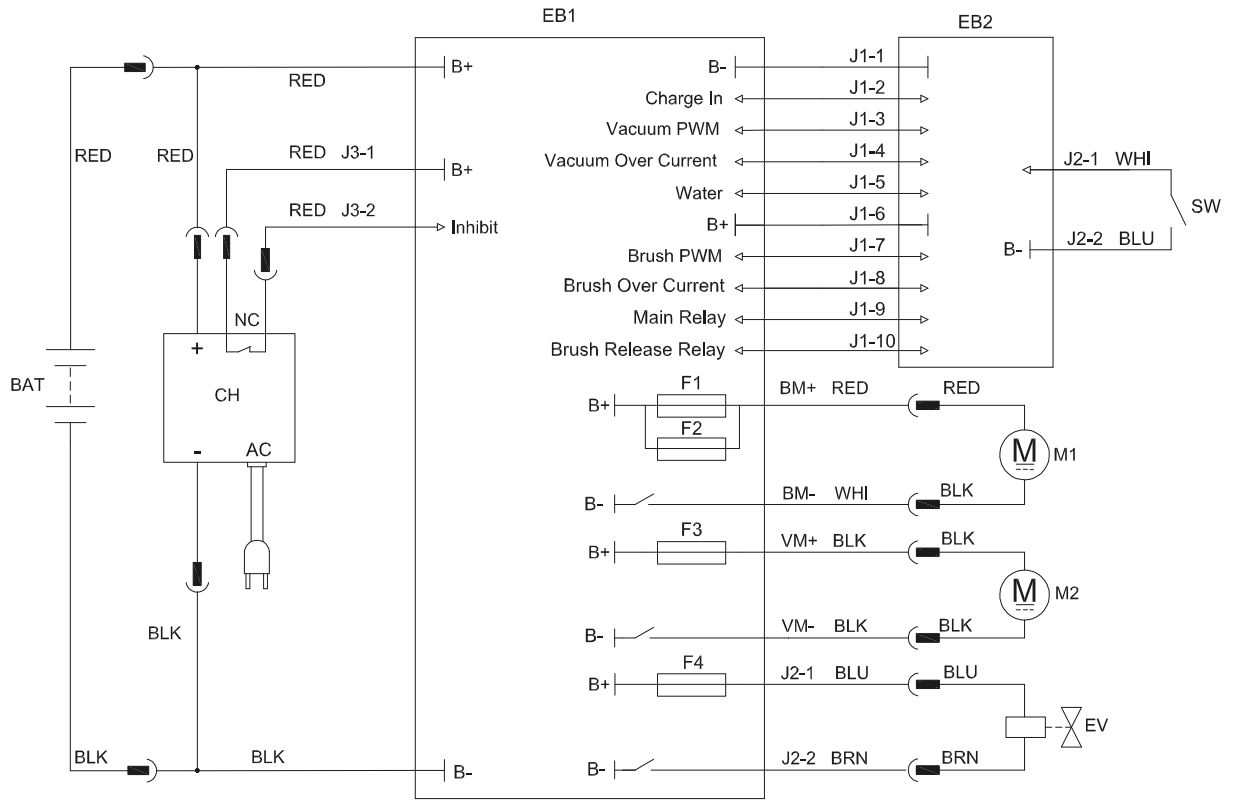 EB1
EB2
RED
B+
B-
J1-1
Charge In
J1-2
Vacuum PWM
J1-3
RED
RED
RED J3-1
B+
Vacuum Over Current
J1-4
J2-1 WHI
Water
J1-5
SW
RED J3-2
Inhibit
B+
J1-6
Brush PWM
J1-7
B-
J2-2 BLU
Brush Over Current
J1-8
NC
Main Relay
J1-9
+
Brush Release Relay
J1-10
BAT
CH
F1
B+
BM+ RED
RED
F2
-
AC
M
M1
B-
BM- WHI
BLK
F3
B+
VM+ BLK
BLK
M
M2
BLK
B-
VM- BLK
BLK
F4
B+
J2-1 BLU
BLU
EV
BLK
BLK
B-
B-
J2-2 BRN
BRN